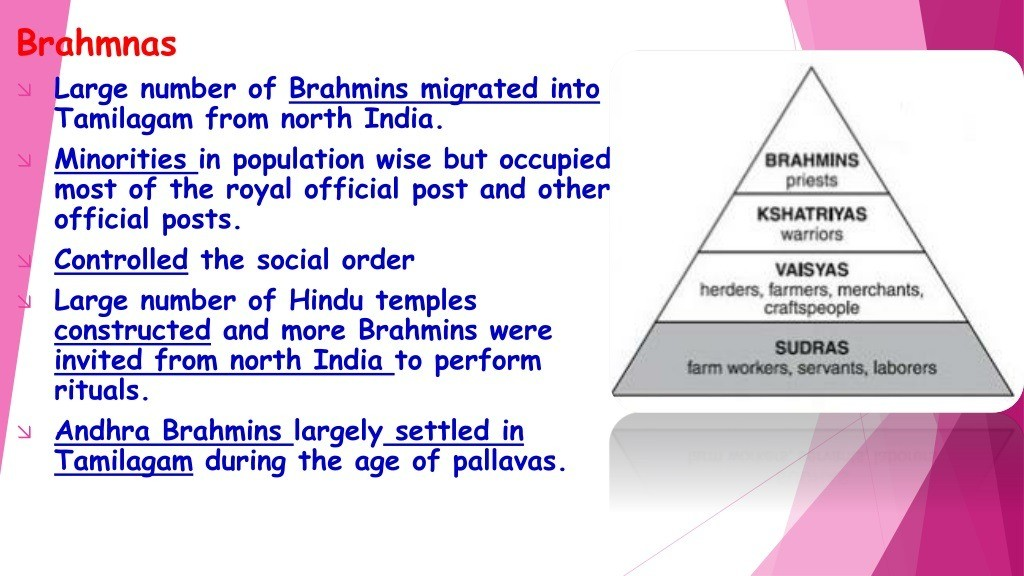 Brahmnas
Large number of Brahmins migrated into
Tamilagam from north India.
Minorities in population wise but occupied
most of the royal official post and other
official posts.
Controlled the social order
Large number of Hindu temples
constructed and more Brahmins were
invited from north India to perform
rituals.
Andhra Brahmins largely settled in
Tamilagam during the age of pallavas.
BRAHMINS
priests
KSHATRIYAS
warriors
VAISYAS
herders, farmers, merchants,
craftspeople
SUDRAS
farm workers, servants, laborers